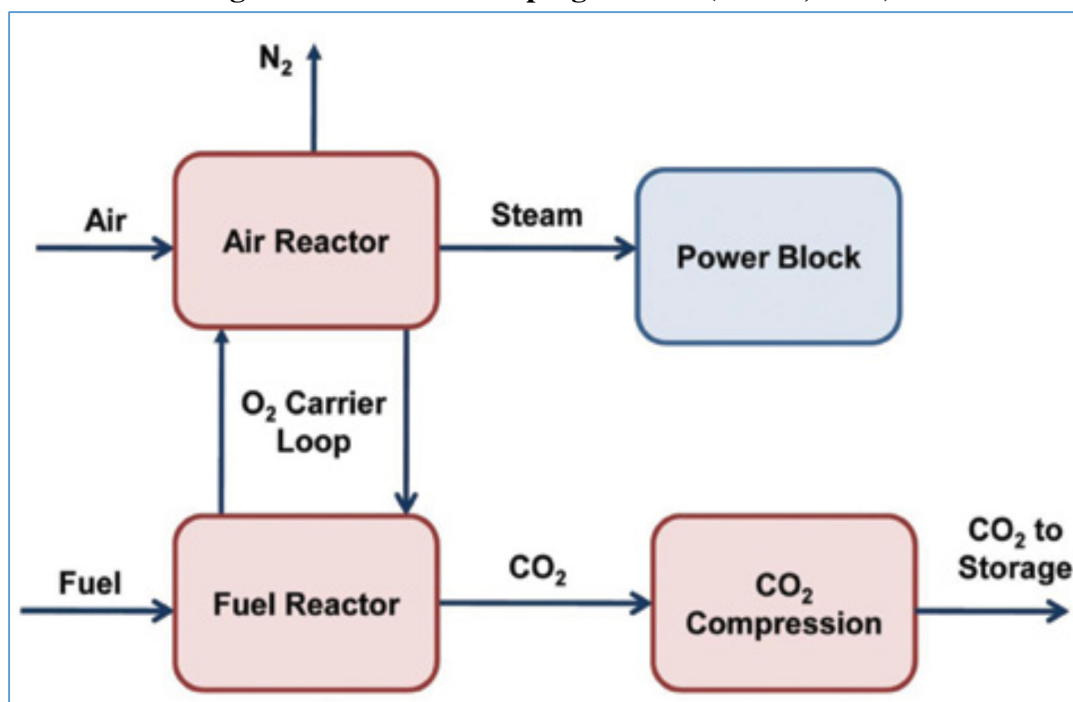 N₂
Air
Air Reactor
Steam
Power Block
O₂ Carrier
Loop
Fuel
Fuel Reactor
CO₂
CO₂
Compression
CO₂ to
Storage